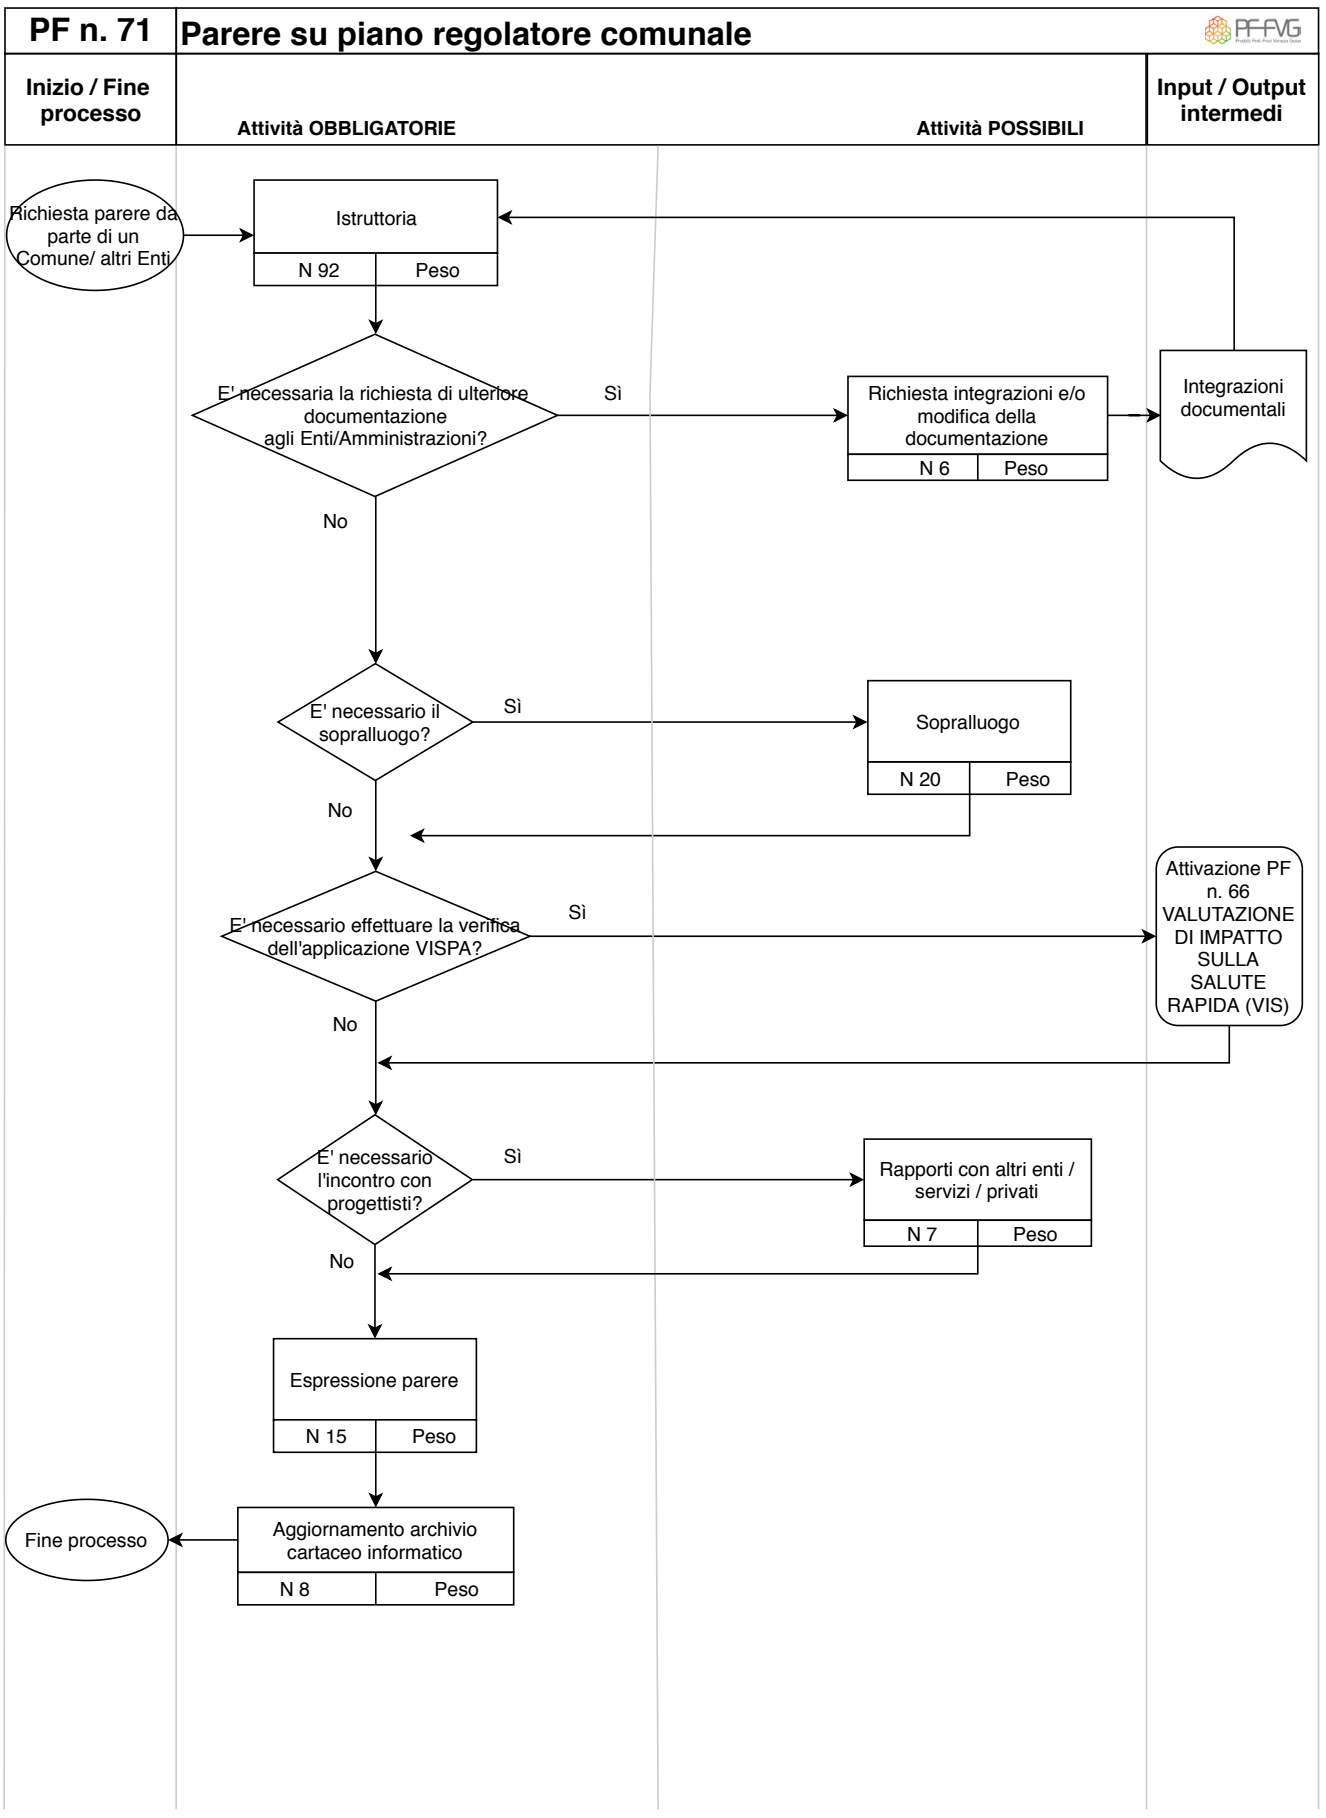 PF n. 71
Parere su piano regolatore comunale
PF-FVG
Inizio / Fine
processo
Attività OBBLIGATORIE
Attività POSSIBILI
Input / Output
intermedi
Richiesta parere da
parte di un
Comune/ altri Enti
Istruttoria
N 92
Peso
E' necessaria la richiesta di ulteriore
documentazione
agli Enti/Amministrazioni?
Sì
Richiesta integrazioni e/o
modifica della
documentazione
N 6
Peso
Integrazioni
documentali
No
E' necessario il
sopralluogo?
Sì
Sopralluogo
N 20
Peso
No
E' necessario effettuare la verifica
dell'applicazione VISPA?
Sì
Attivazione PF
n. 66
VALUTAZIONE
DI IMPATTO
SULLA
SALUTE
RAPIDA (VIS)
No
E' necessario
l'incontro con
progettisti?
Sì
Rapporti con altri enti /
servizi / privati
N 7
Peso
No
Espressione parere
N 15
Peso
Aggiornamento archivio
cartaceo informatico
N 8
Peso
Fine processo